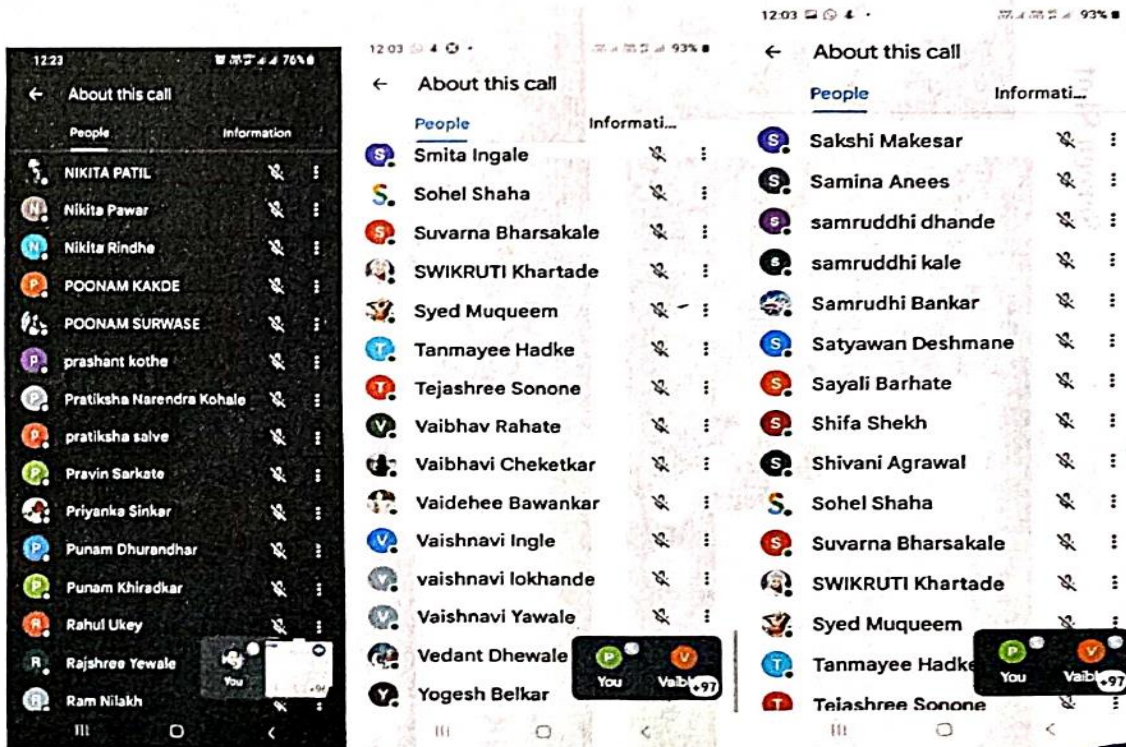 12:23
76%
← About this call
People Information
NIKITA PATIL
N Nikita Pawar
N Nikita Rindhe
P POONAM KAKDE
POONAM SURWASE
P prashant kothe
P Pratiksha Narendra Kohale
P pratiksha salve
P Pravin Sarkate
Priyanka Sinkar
P Punam Dhurandhar
P Punam Khiradkar
R Rahul Ukey
R Rajshree Yewale
R Ram Nilakh
You
12:03
93%
← About this call
People Informati...
S Smita Ingale
S Sohel Shaha
S Suvarna Bharsakale
SWIKRUTI Khartade
Syed Muqueem
T Tanmayee Hadke
T Tejashree Sonone
V Vaibhav Rahate
Vaibhavi Cheketkar
Vaidehee Bawankar
V Vaishnavi Ingle
V vaishnavi lokhande
V Vaishnavi Yawale
Vedant Dhewale
Y Yogesh Belkar
P V
You Vaibh
+97
12:03
93%
← About this call
People Informati...
S Sakshi Makesar
S Samina Anees
S samruddhi dhande
S samruddhi kale
Samrudhi Bankar
S Satyawan Deshmane
S Sayali Barhate
S Shifa Shekh
S Shivani Agrawal
S Sohel Shaha
S Suvarna Bharsakale
SWIKRUTI Khartade
Syed Muqueem
T Tanmayee Hadke
T Tejashree Sonone
P V
You Vaibh
+97